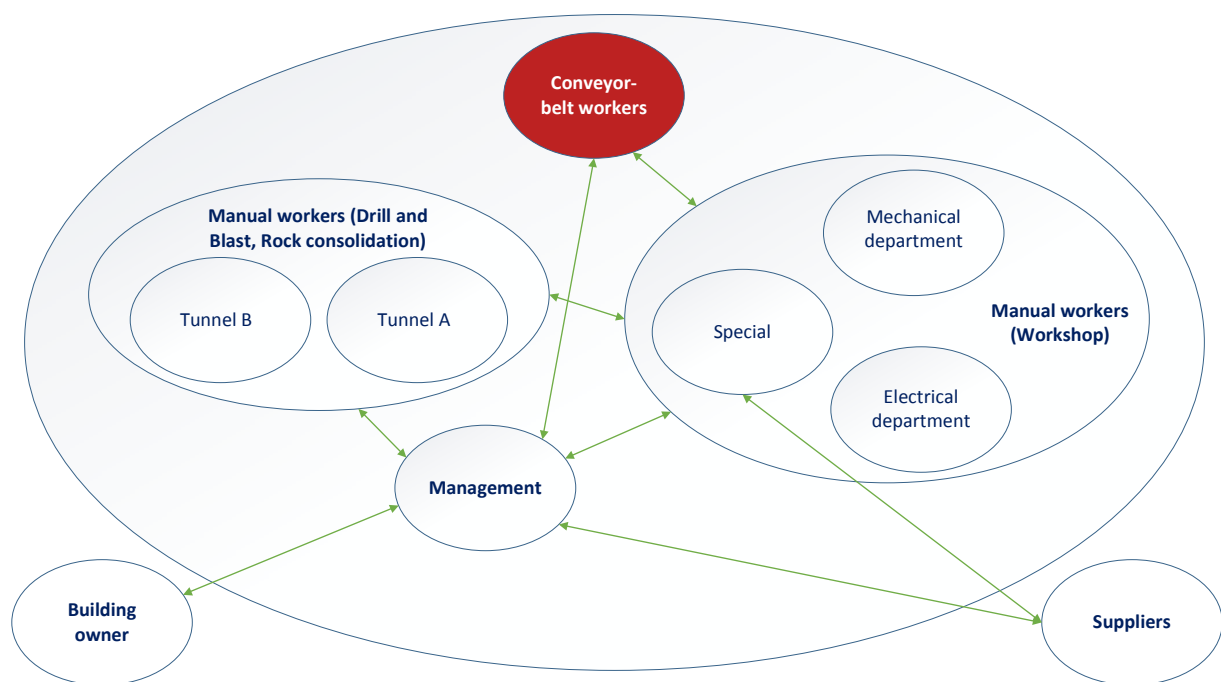 Conveyor-
belt workers
Manual workers (Drill and
Blast, Rock consolidation)
Tunnel B
Tunnel A
Mechanical
department
Special
Manual workers
(Workshop)
Electrical
department
Management
Building
owner
Suppliers